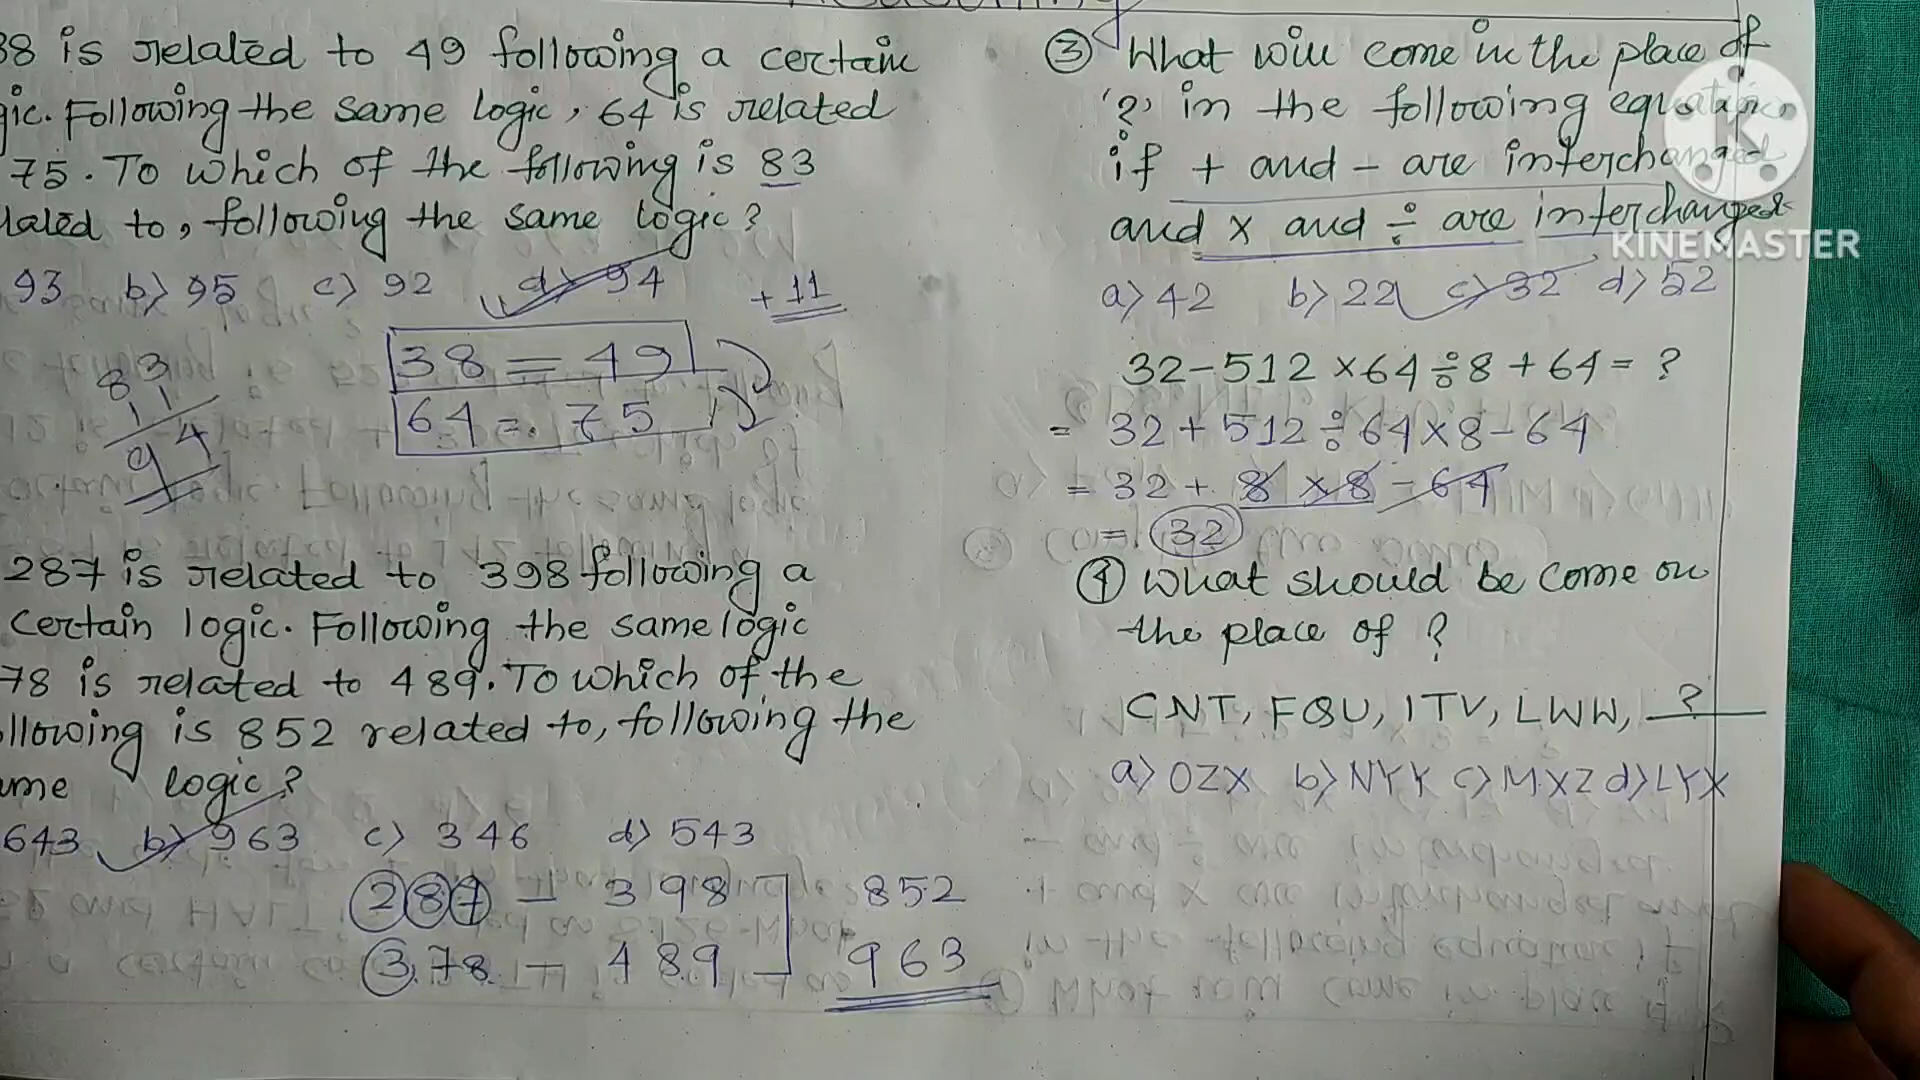 38 is related to 49 following a certain
gic. Following the same logic, 64 is related
75. To which of the following is 83
lated to, following the same logic?
93 b) 95 c) 92 d) 94 +11
83
11
94
38 = 49
64 = 75
287 is related to 398 following a
certain logic. Following the same logic
78 is related to 489. To which of the
llowing is 852 related to, following the
ame logic?
643 b) 963 c) 346 d) 543
287 - 398 852
378 - 489 963
③ What will come in the place of
'?' in the following equation
if + and - are interchanged
and × and ÷ are interchanged
a) 42 b) 22 c) 32 d) 52
32-512 ×64÷8+64=?
= 32+512÷64×8-64
= 32 + 8 × 8 - 64
= 32
④ What should be come on
the place of ?
CNT, FQU, ITV, LWW, ?
a) OZX b) NYY c) MXZ d) LYX
K
KINEMASTER